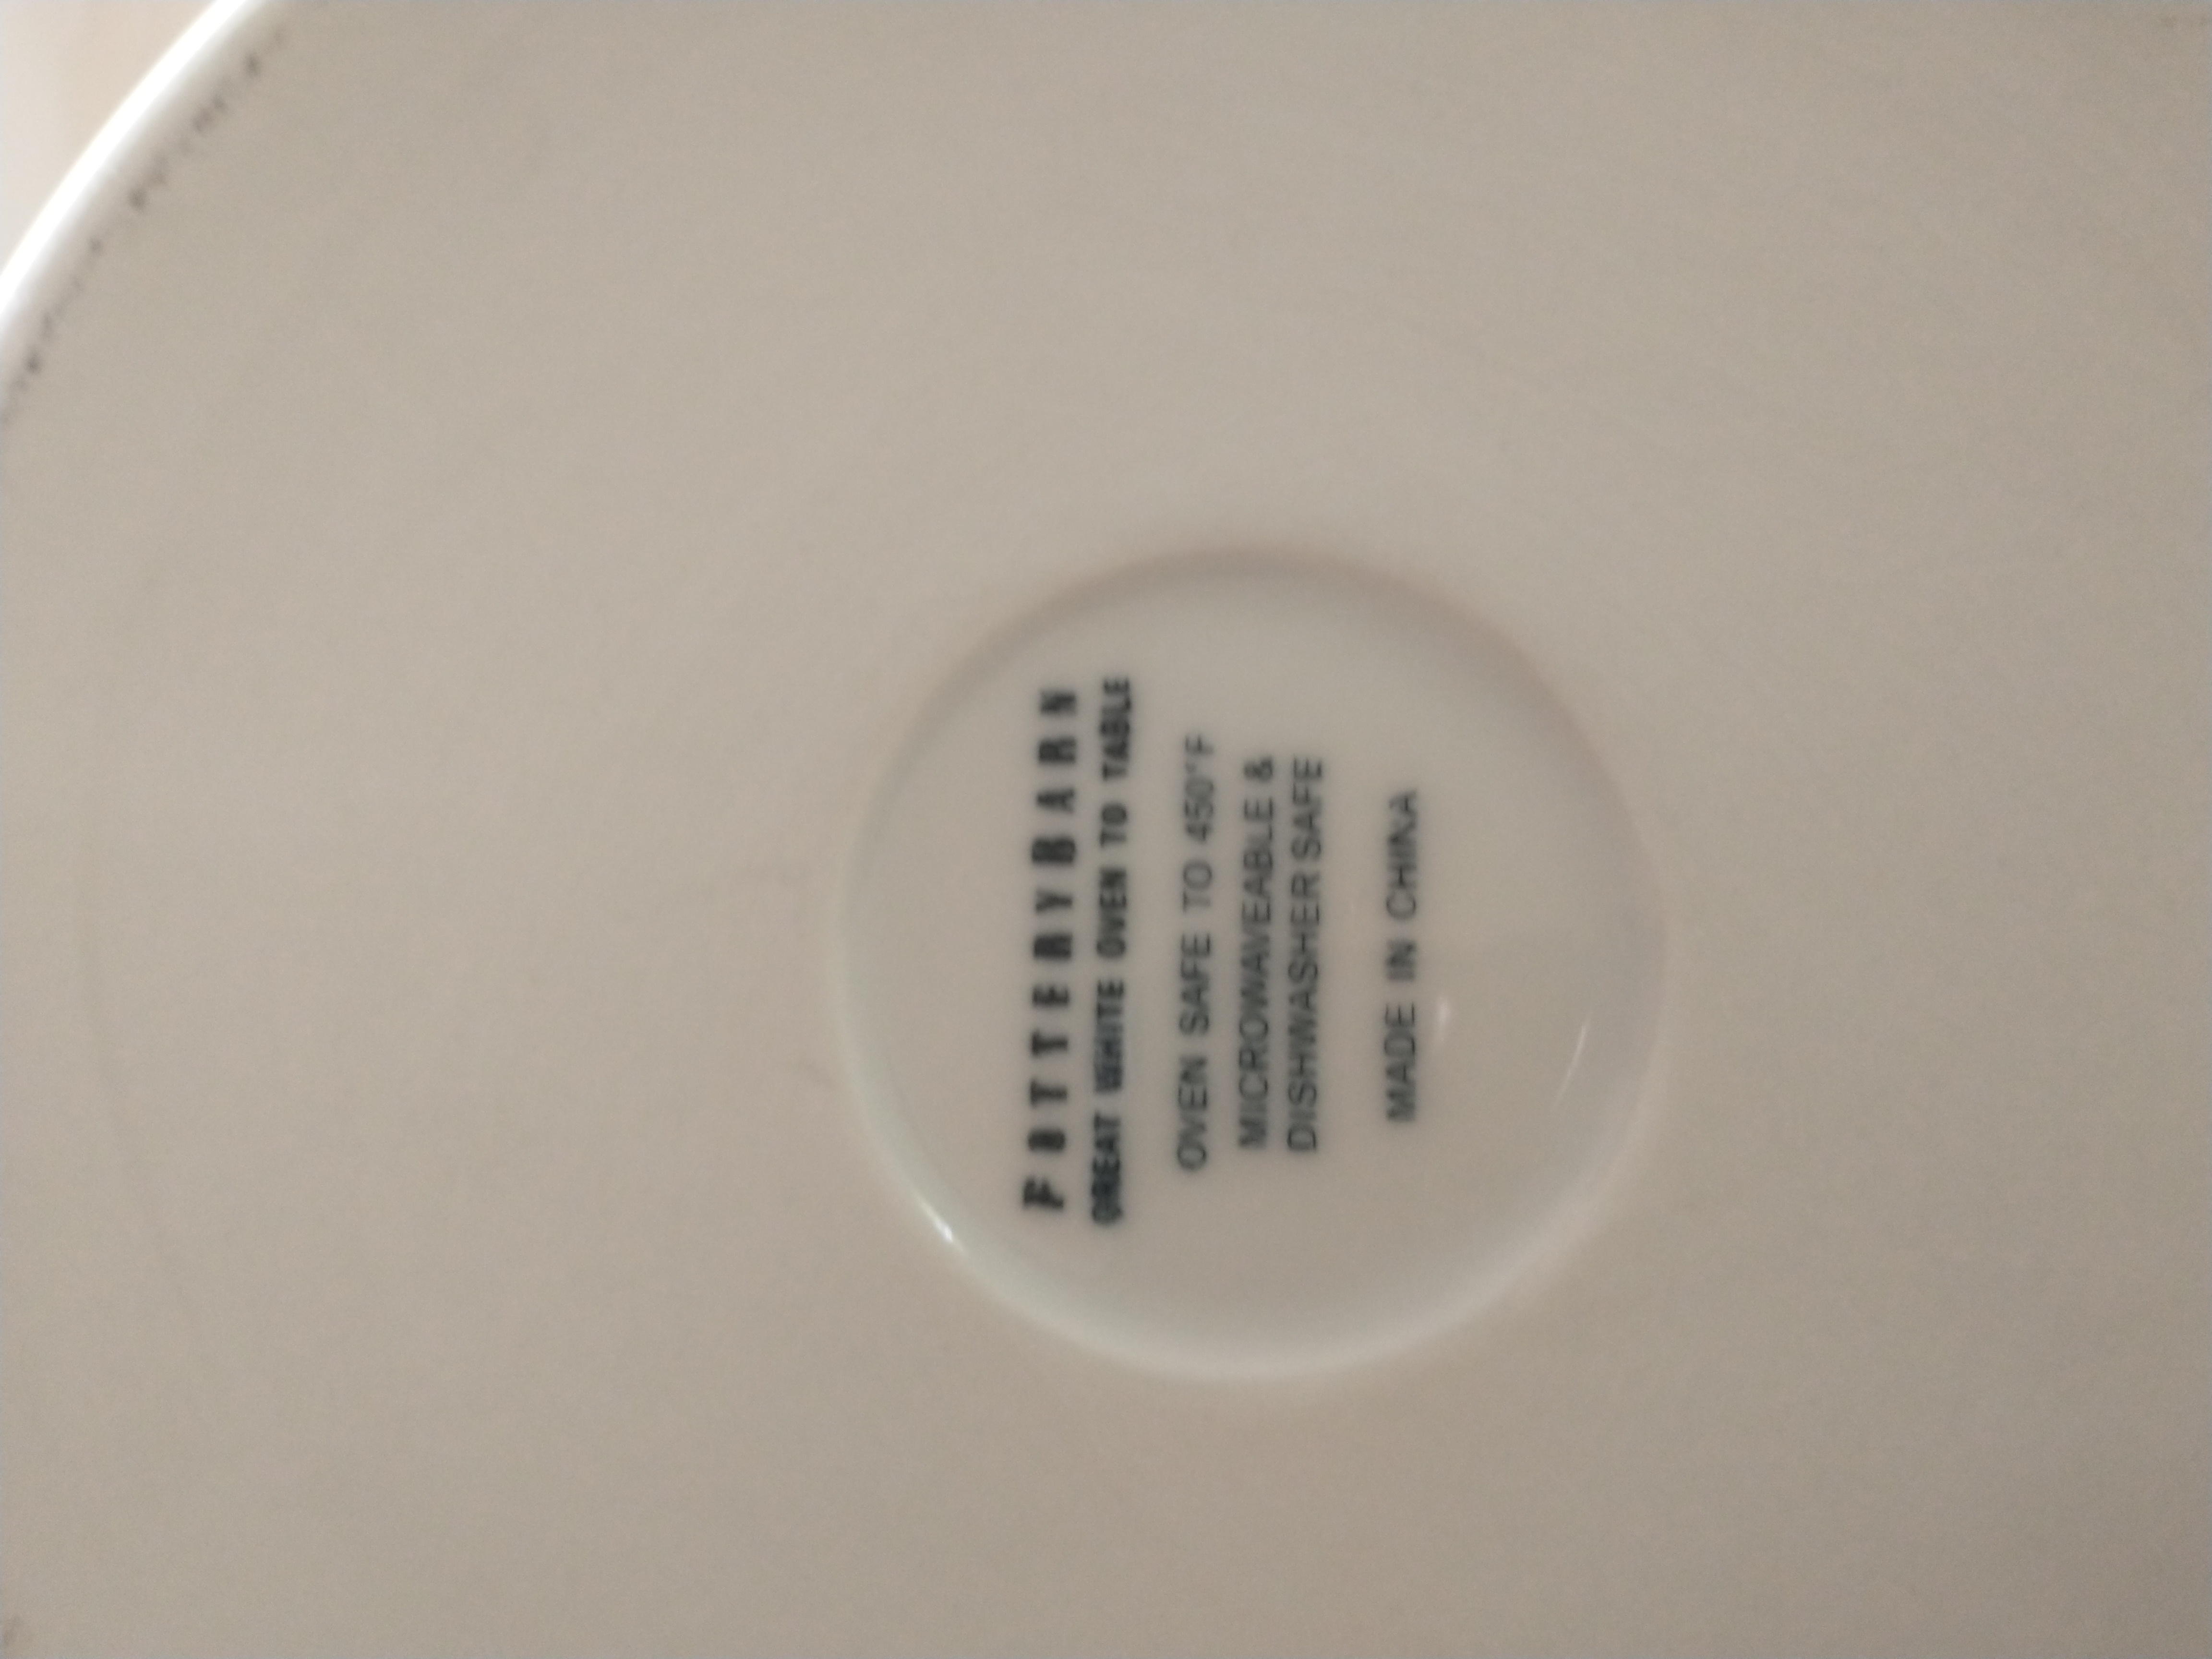 POTTERYBARN
GREAT WHITE OVEN TO TABLE
OVEN SAFE TO 450°F
MICROWAVEABLE &
DISHWASHER SAFE
MADE IN CHINA